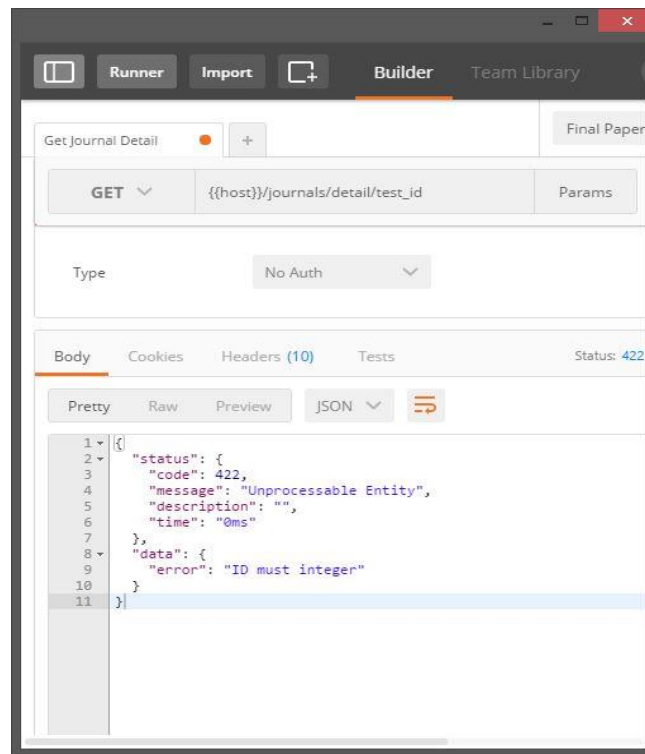 Runner Import Builder Team Library
Get Journal Detail + Final Paper
GET {{host}}/journals/detail/test_id Params
Type No Auth
Body Cookies Headers (10) Tests Status: 422
Pretty Raw Preview JSON
1 {
2 "status": {
3 "code": 422,
4 "message": "Unprocessable Entity",
5 "description": "",
6 "time": "0ms"
7 },
8 "data": {
9 "error": "ID must integer"
10 }
11 }